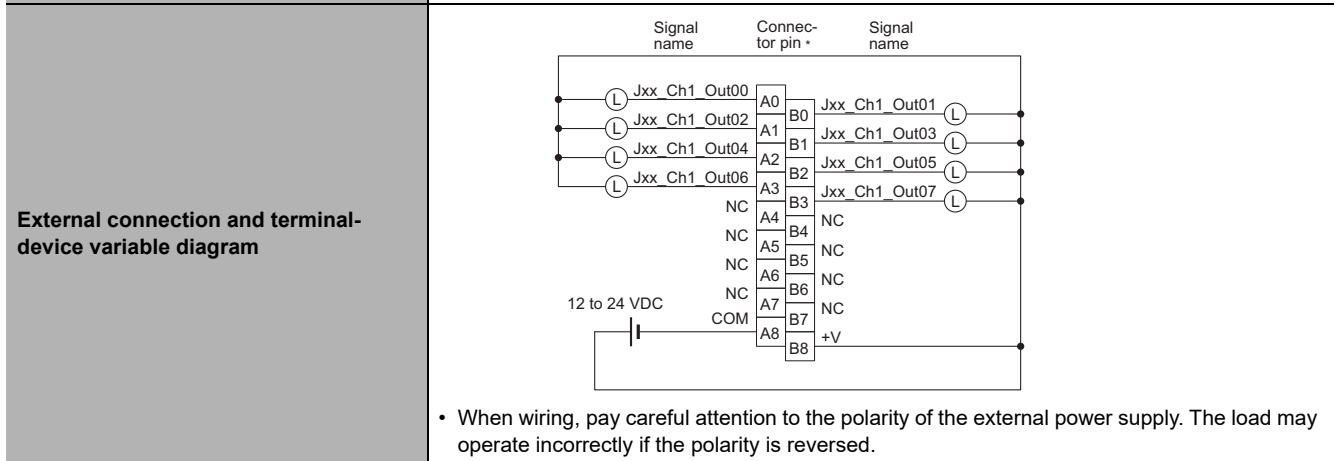 External connection and terminal-
device variable diagram
Signal name
Connec-tor pin *
Signal name
L Jxx_Ch1_Out00 A0
B0 Jxx_Ch1_Out01 L
L Jxx_Ch1_Out02 A1
B1 Jxx_Ch1_Out03 L
L Jxx_Ch1_Out04 A2
B2 Jxx_Ch1_Out05 L
L Jxx_Ch1_Out06 A3
B3 Jxx_Ch1_Out07 L
NC A4
B4 NC
NC A5
B5 NC
NC A6
B6 NC
NC A7
B7 NC
12 to 24 VDC
COM A8
B8 +V
• When wiring, pay careful attention to the polarity of the external power supply. The load may
operate incorrectly if the polarity is reversed.